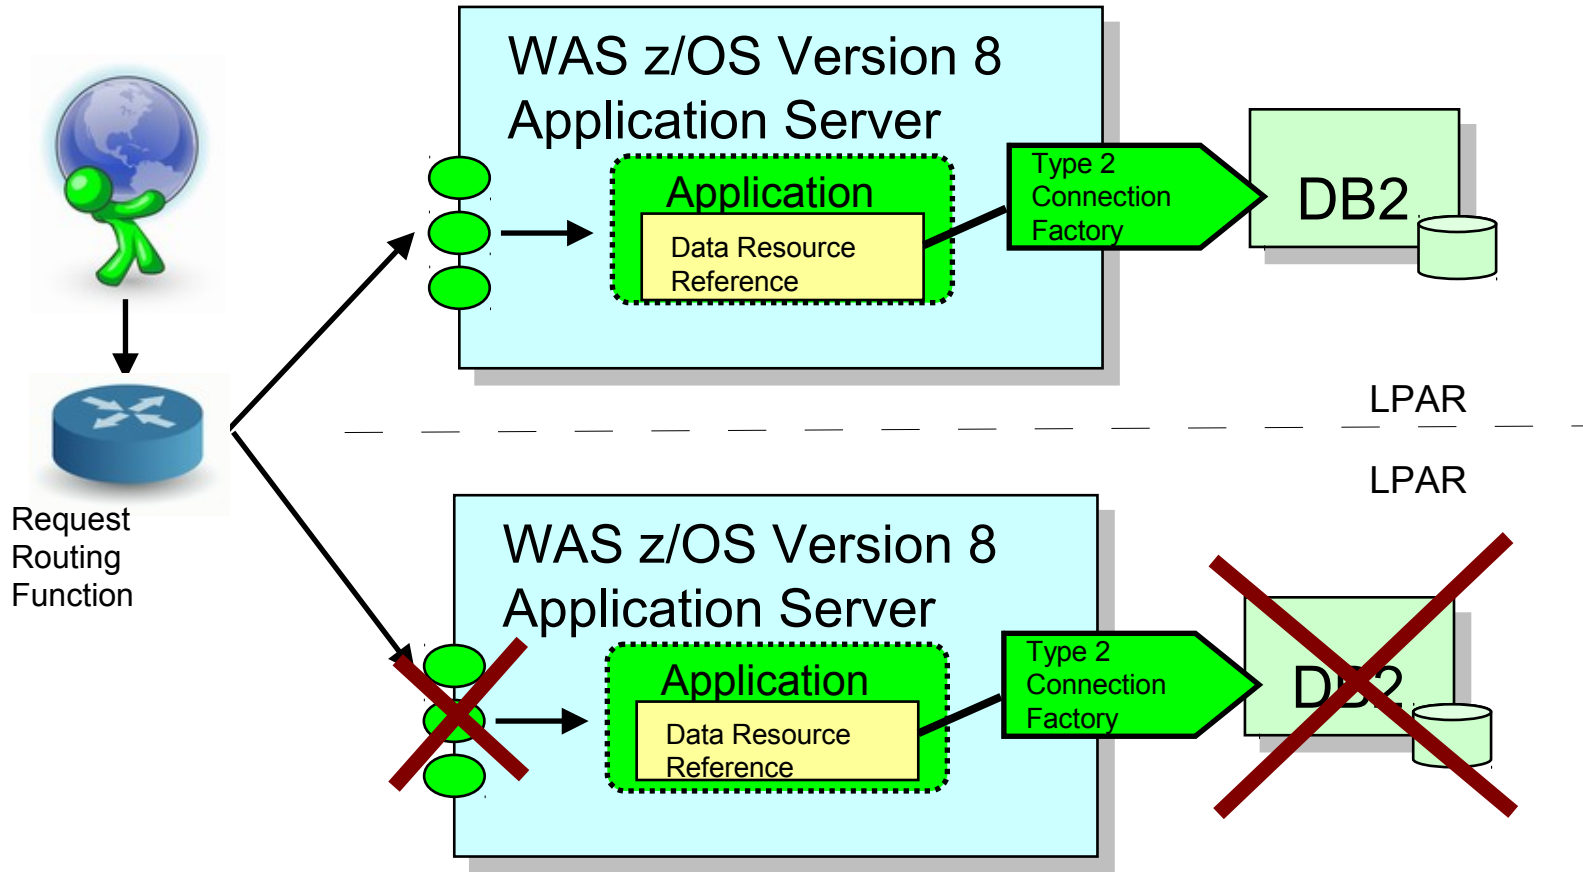 WAS z/OS Version 8
Application Server
Application
Data Resource
Reference
Type 2
Connection
Factory
DB2
LPAR
LPAR
Request
Routing
Function
WAS z/OS Version 8
Application Server
Application
Data Resource
Reference
Type 2
Connection
Factory
DB2